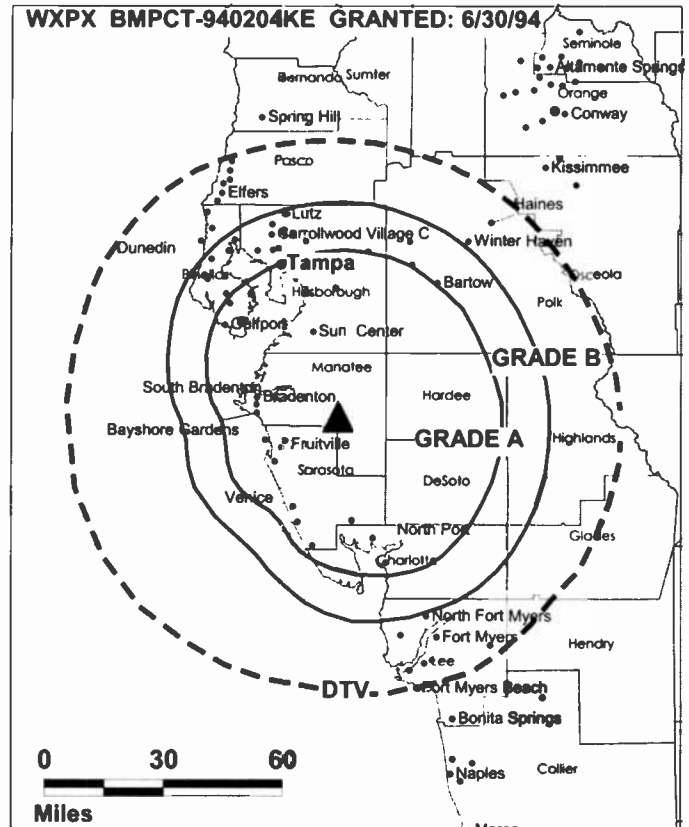 WXPX BMPCT-940204KE GRANTED: 6/30/94
Seminole
Bernando Sumter
Altamente Springs
Orange
Spring Hill
Conway
Pasco
Kissimmee
Elfers
Haines
Lutz
Carrollwood Village C
Dunedin
Winter Haven
Tampa
Osceola
Bartow
Hillsborough
Polk
Gulfport
Sun Center
GRADE B
Manatee
South Bradenton
Bradenton
Hardee
Bayshore Gardens
GRADE A
Highlands
Fruitville
Sarasota
DeSoto
Venice
North Port
Glades
Charlotte
North Fort Myers
Fort Myers
Hendry
Lee
DTV
Fort Myers Beach
Bonita Springs
0 30 60
Naples
Collier
Miles